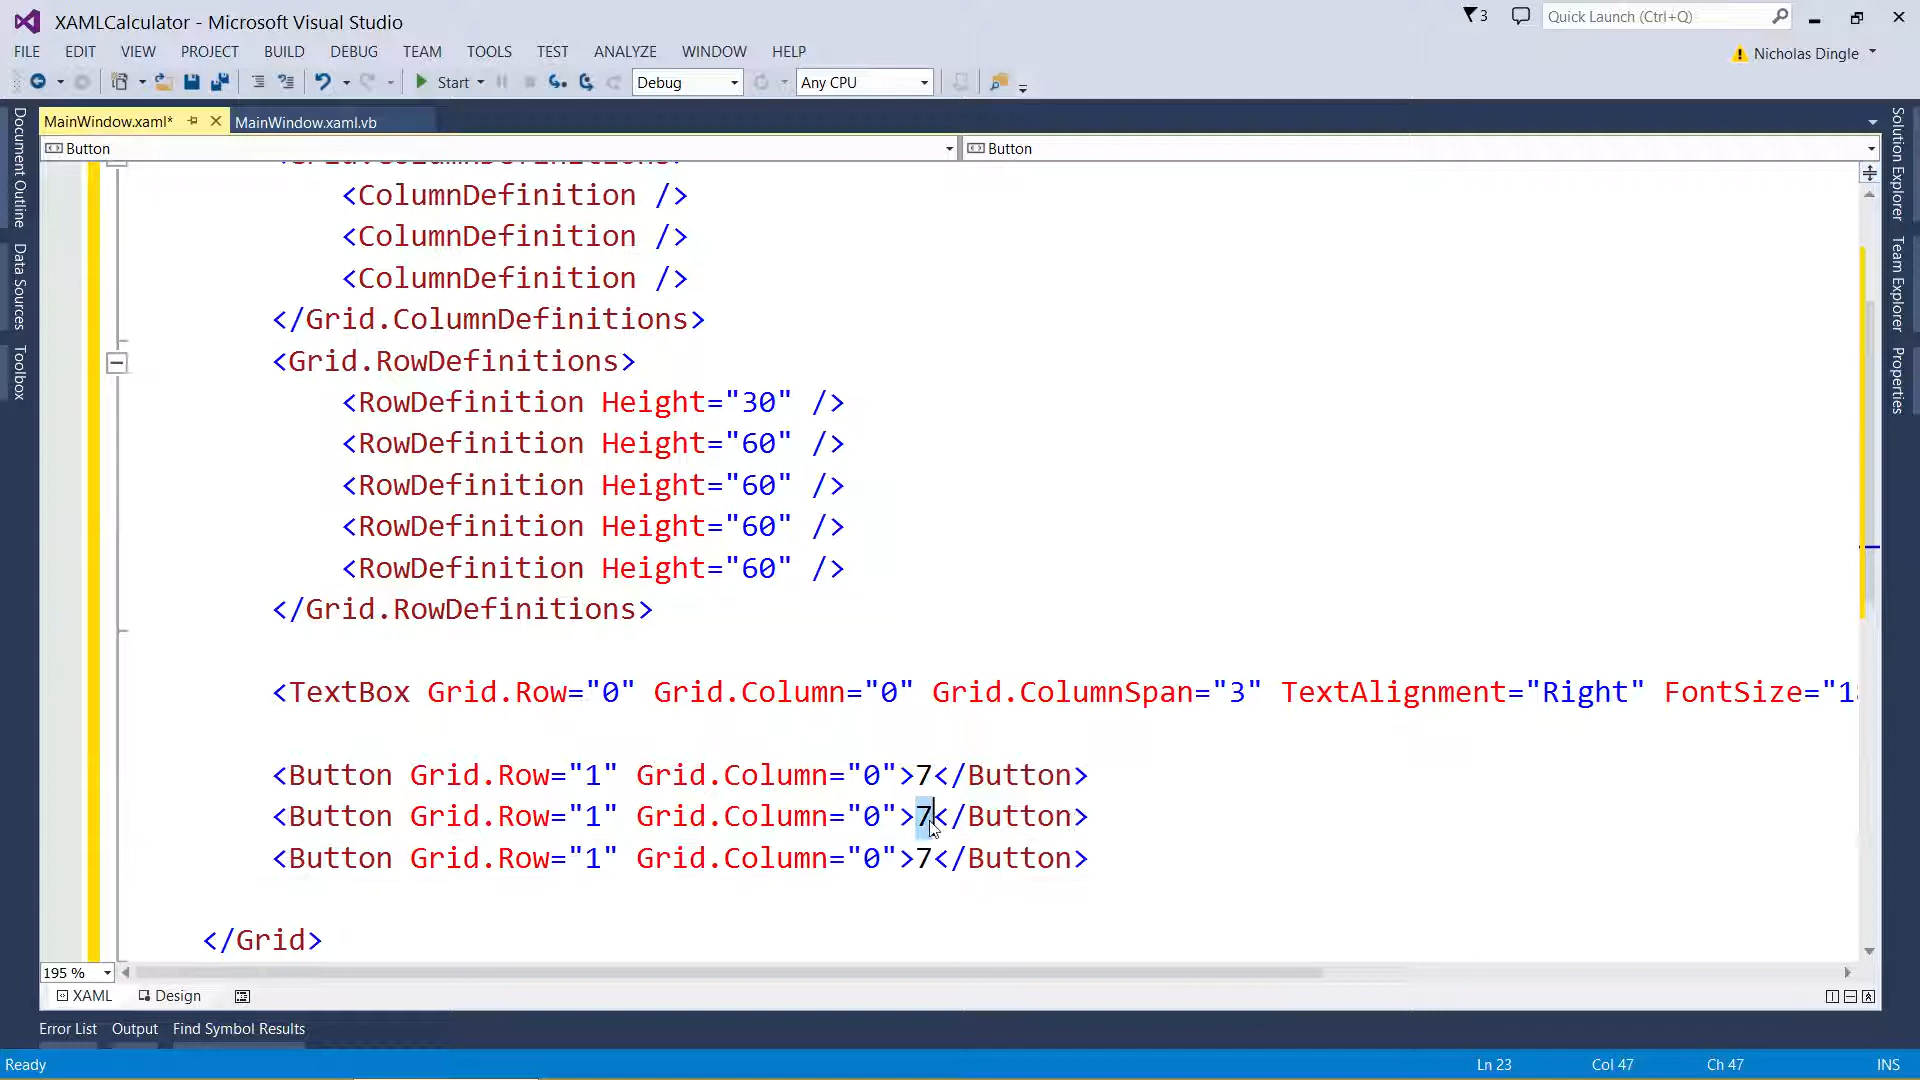 XAMLCalculator - Microsoft Visual Studio
3
Quick Launch (Ctrl+Q)
FILE EDIT VIEW PROJECT BUILD DEBUG TEAM TOOLS TEST ANALYZE WINDOW HELP
Nicholas Dingle
Start Debug Any CPU
MainWindow.xaml* MainWindow.xaml.vb
Button Button
Document Outline
Data Sources
Toolbox
Solution Explorer
Team Explorer
Properties
<Grid.ColumnDefinitions>
<ColumnDefinition />
<ColumnDefinition />
<ColumnDefinition />
</Grid.ColumnDefinitions>
<Grid.RowDefinitions>
<RowDefinition Height="30" />
<RowDefinition Height="60" />
<RowDefinition Height="60" />
<RowDefinition Height="60" />
<RowDefinition Height="60" />
</Grid.RowDefinitions>
<TextBox Grid.Row="0" Grid.Column="0" Grid.ColumnSpan="3" TextAlignment="Right" FontSize="18
<Button Grid.Row="1" Grid.Column="0">7</Button>
<Button Grid.Row="1" Grid.Column="0">7</Button>
<Button Grid.Row="1" Grid.Column="0">7</Button>
</Grid>
195 %
XAML Design
Error List Output Find Symbol Results
Ready Ln 23 Col 47 Ch 47 INS